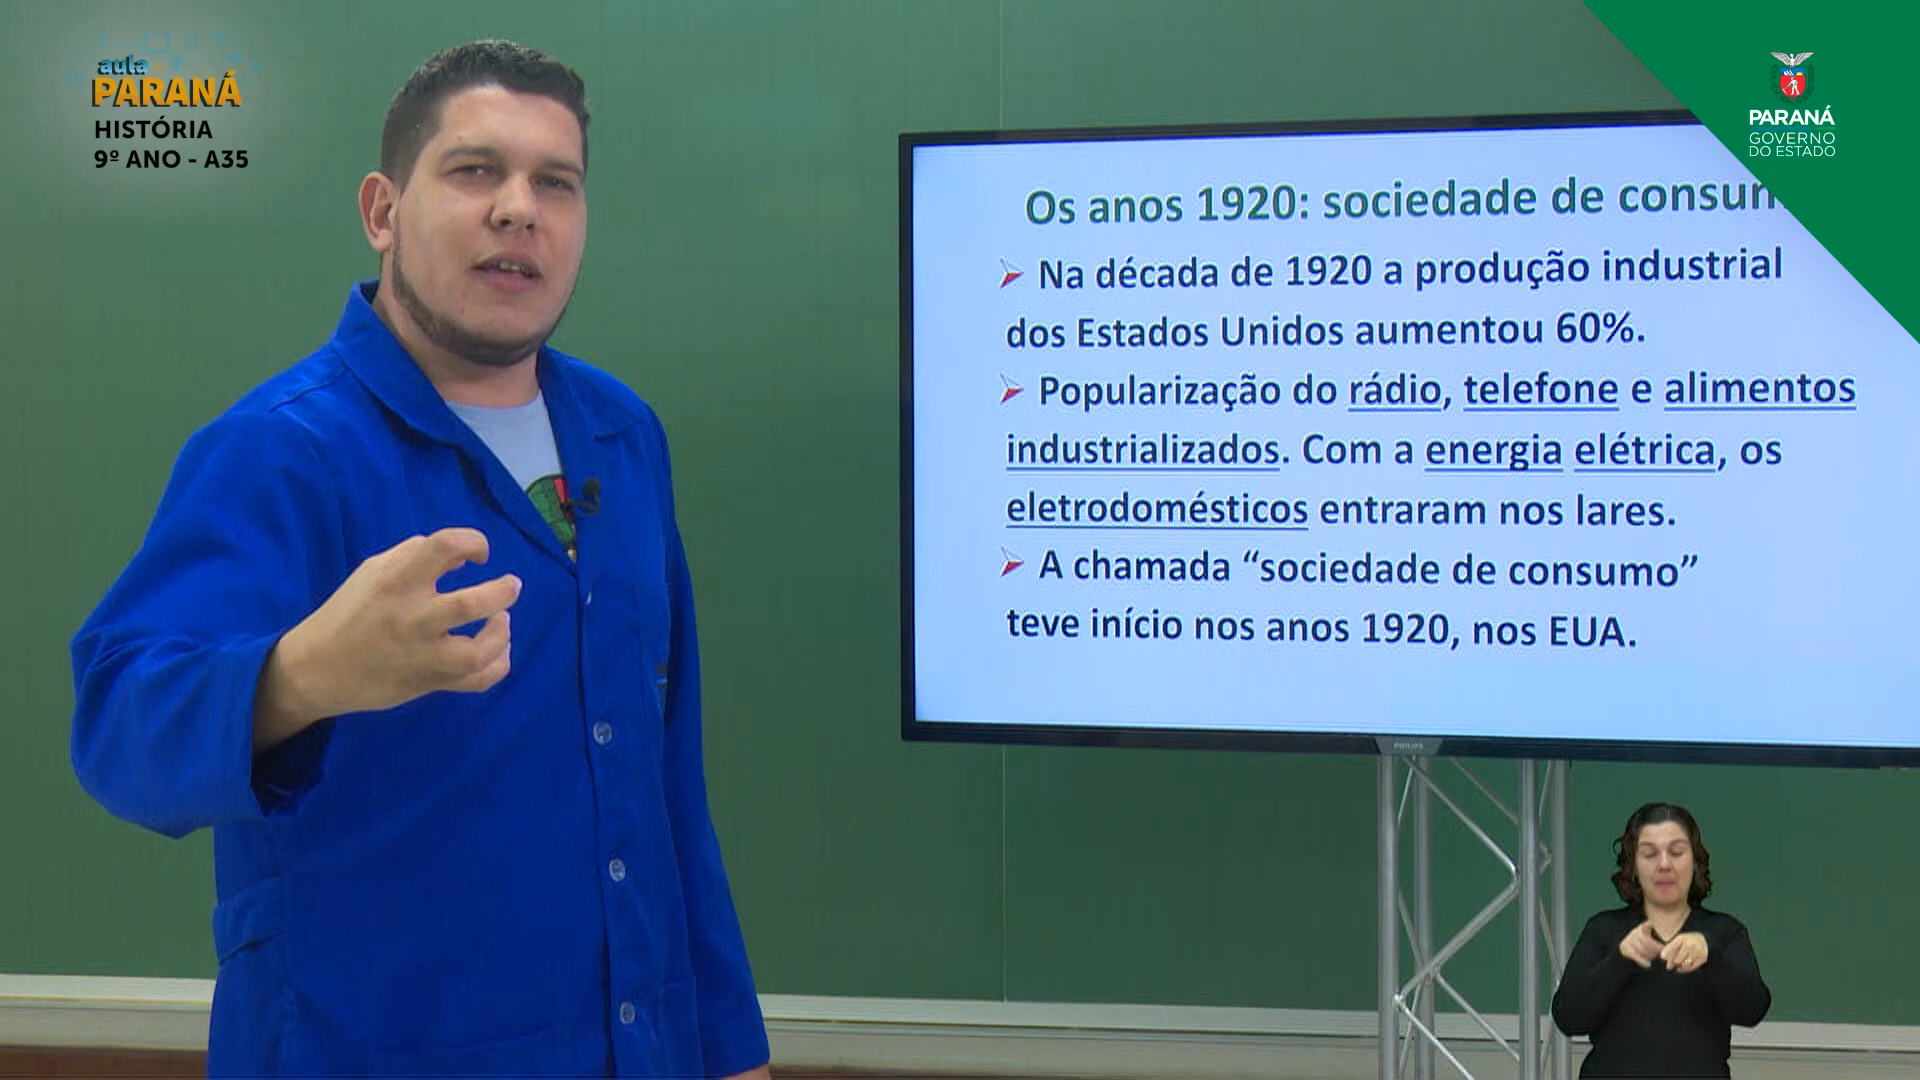 aula
PARANÁ
HISTÓRIA
9º ANO - A35
PARANÁ
GOVERNO
DO ESTADO
Os anos 1920: sociedade de
Na década de 1920 a produção industrial
dos Estados Unidos aumentou 60%.
Popularização do rádio, telefone e alimentos
industrializados. Com a energia elétrica, os
eletrodomésticos entraram nos lares.
A chamada “sociedade de consumo”
teve início nos anos 1920, nos EUA.
PHILIPS